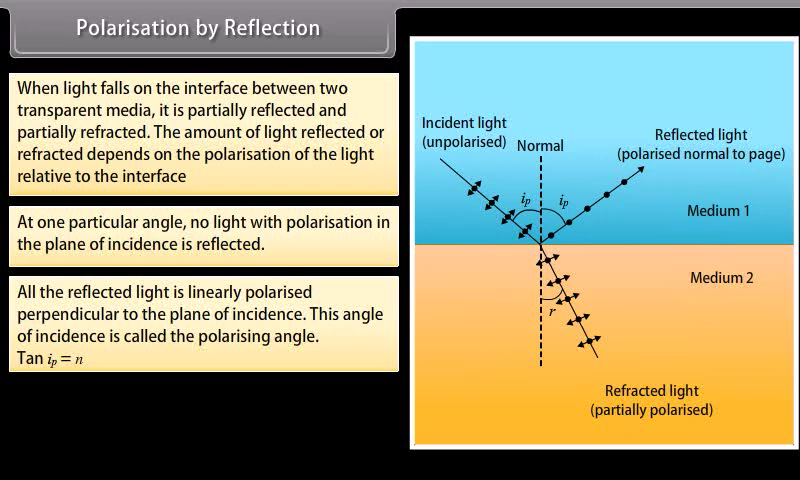 Polarisation by Reflection
When light falls on the interface between two
transparent media, it is partially reflected and
partially refracted. The amount of light reflected or
refracted depends on the polarisation of the light
relative to the interface
At one particular angle, no light with polarisation in
the plane of incidence is reflected.
All the reflected light is linearly polarised
perpendicular to the plane of incidence. This angle
of incidence is called the polarising angle.
Tan iₚ = n
Incident light
(unpolarised)
Normal
Reflected light
(polarised normal to page)
iₚ
iₚ
Medium 1
Medium 2
r
Refracted light
(partially polarised)